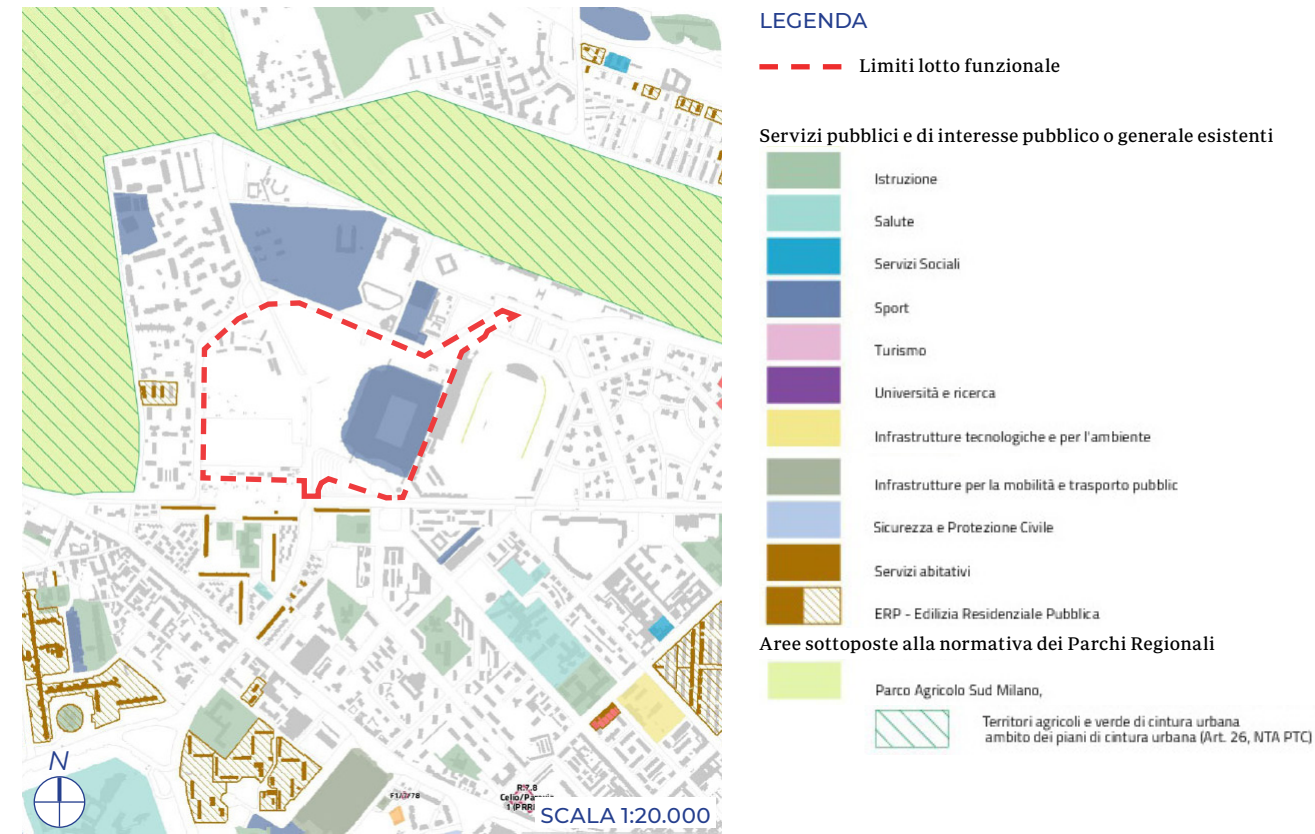 LEGENDA
Limiti lotto funzionale
Servizi pubblici e di interesse pubblico o generale esistenti
Istruzione
Salute
Servizi Sociali
Sport
Turismo
Università e ricerca
Infrastrutture tecnologiche e per l'ambiente
Infrastrutture per la mobilità e trasporto pubblic
Sicurezza e Protezione Civile
Servizi abitativi
ERP - Edilizia Residenziale Pubblica
Aree sottoposte alla normativa dei Parchi Regionali
Parco Agricolo Sud Milano,
Territori agricoli e verde di cintura urbana
ambito dei piani di cintura urbana (Art. 26, NTA PTC)
N
SCALA 1:20.000